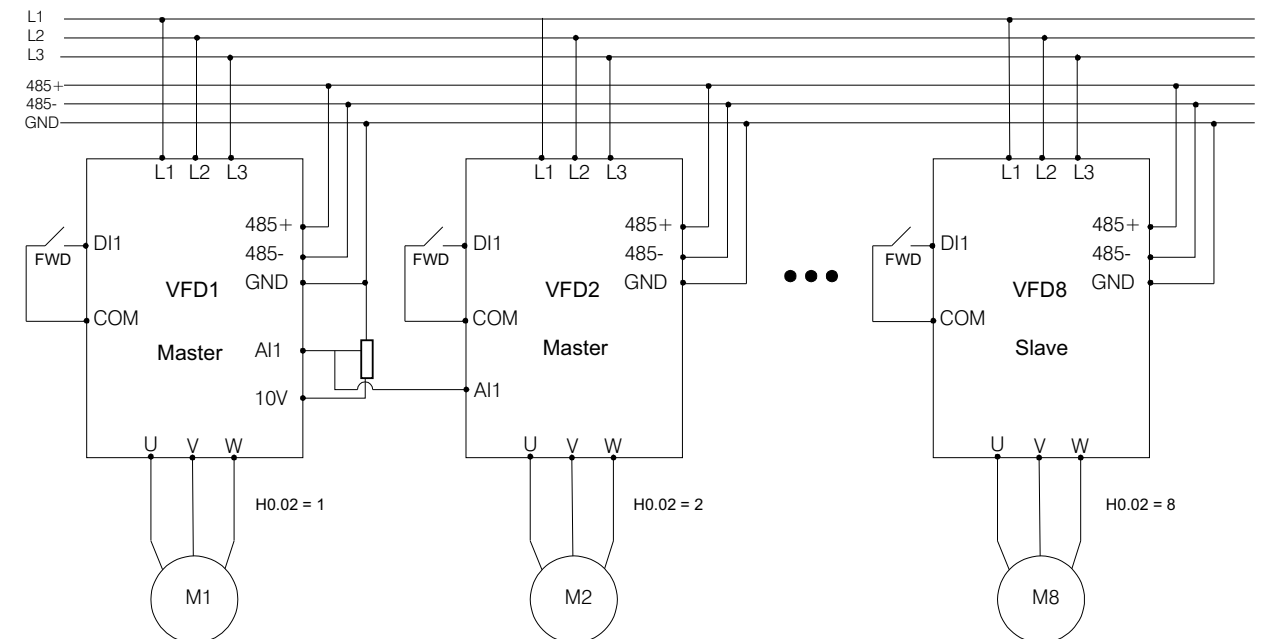 L1
L2
L3
485+
485-
GND
L1 L2 L3
485+
DI1
485-
FWD
VFD1
GND
COM
Master
AI1
10V
U V W
H0.02 = 1
M1
L1 L2 L3
485+
DI1
485-
FWD
VFD2
GND
COM
Master
AI1
U V W
H0.02 = 2
M2
L1 L2 L3
485+
DI1
485-
FWD
VFD8
GND
COM
Slave
U V W
H0.02 = 8
M8